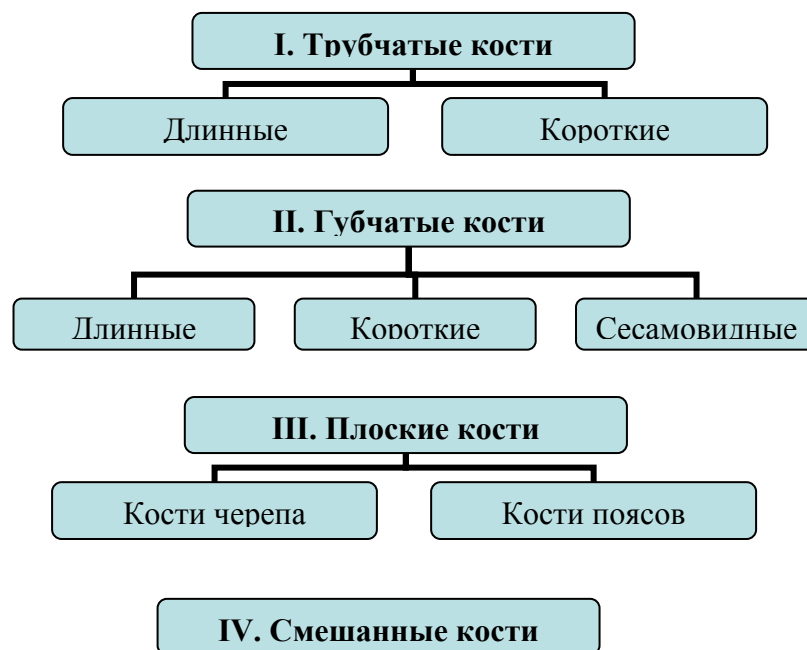 I. Трубчатые кости
Длинные Короткие
II. Губчатые кости
Длинные Короткие Сесамовидные
III. Плоские кости
Кости черепа Кости поясов
IV. Смешанные кости